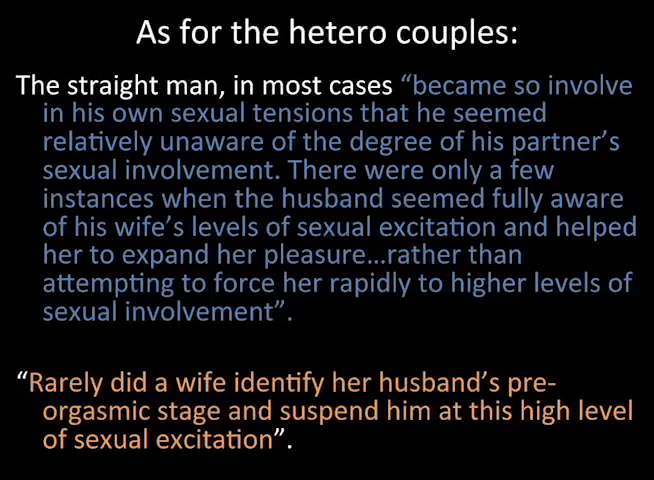 As for the hetero couples:
The straight man, in most cases “became so involve
in his own sexual tensions that he seemed
relatively unaware of the degree of his partner’s
sexual involvement. There were only a few
instances when the husband seemed fully aware
of his wife’s levels of sexual excitation and helped
her to expand her pleasure…rather than
attempting to force her rapidly to higher levels of
sexual involvement”.
“Rarely did a wife identify her husband’s pre-
orgasmic stage and suspend him at this high level
of sexual excitation”.